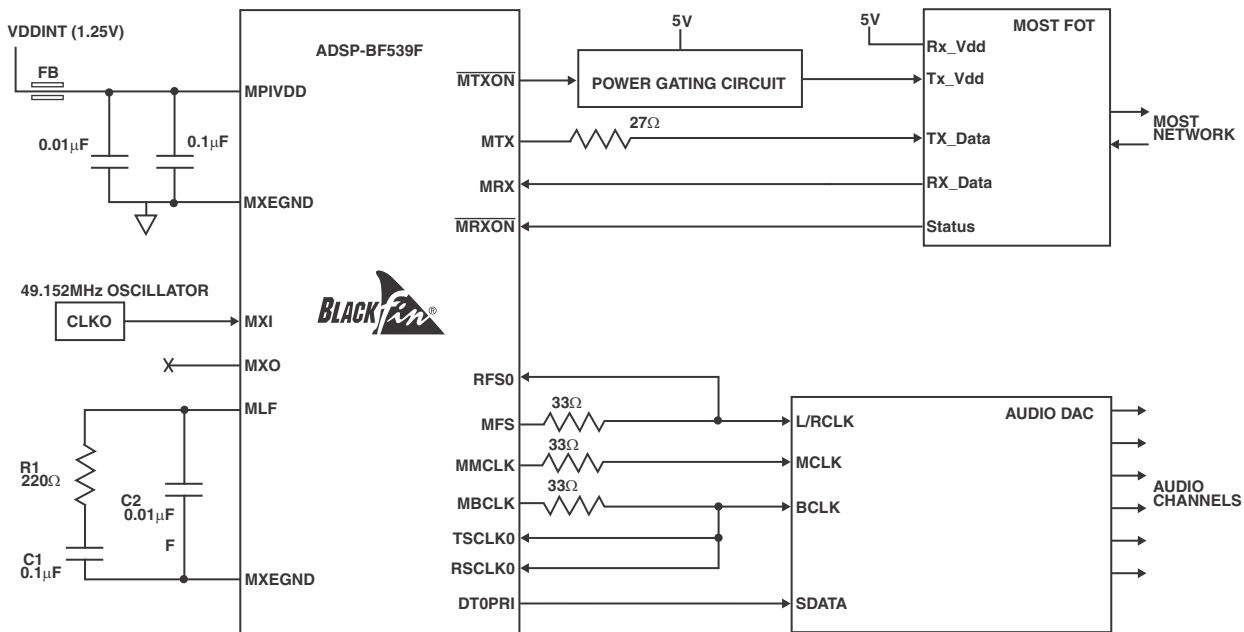 VDDINT (1.25V)
FB
0.01μF
0.1μF
MPIVDD
MXEGND
49.152MHz OSCILLATOR
CLKO
MXI
MXO
MLF
R1
220Ω
C2
0.01μF
F
C1
0.1μF
MXEGND
ADSP-BF539F
BLACKfin®
MTXON
MTX
MRX
MRXON
RFS0
MFS
MMCLK
MBCLK
TSCLK0
RSCLK0
DT0PRI
5V
POWER GATING CIRCUIT
27Ω
33Ω
33Ω
33Ω
5V
MOST FOT
Rx_Vdd
Tx_Vdd
TX_Data
RX_Data
Status
MOST
NETWORK
AUDIO DAC
L/RCLK
MCLK
BCLK
SDATA
AUDIO
CHANNELS